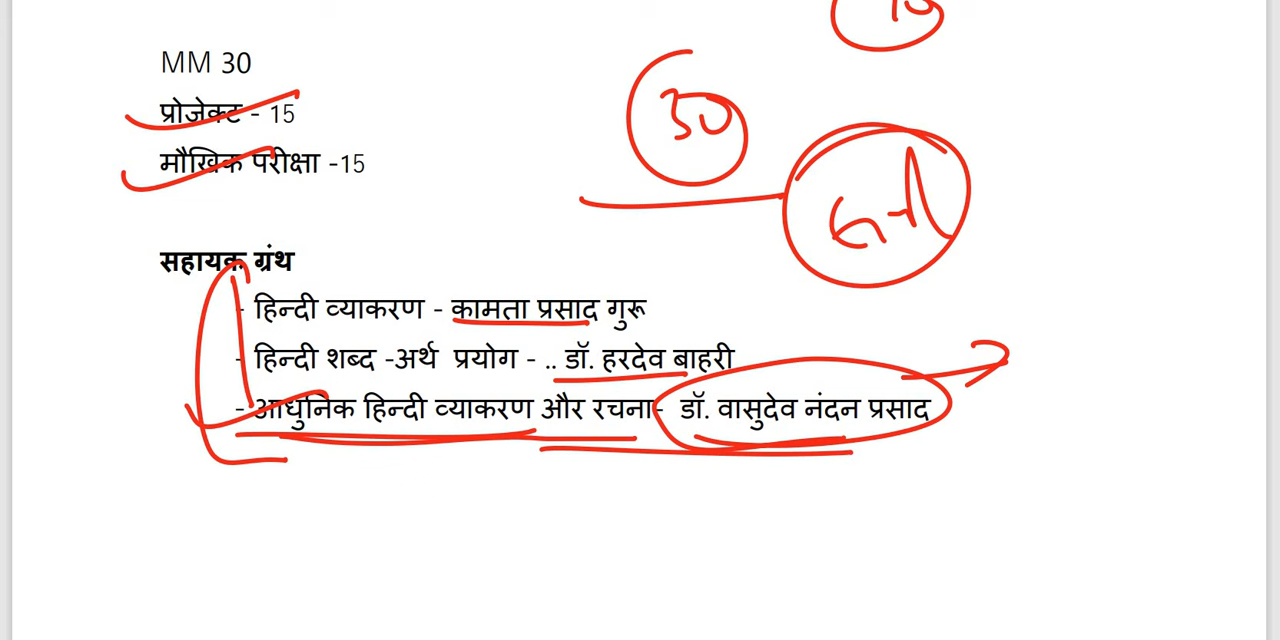 MM 30
प्रोजेक्ट - 15
मौखिक परीक्षा -15
30
सहायक ग्रंथ
- हिन्दी व्याकरण - कामता प्रसाद गुरू
- हिन्दी शब्द -अर्थ प्रयोग - .. डॉ. हरदेव बाहरी
- आधुनिक हिन्दी व्याकरण और रचना- डॉ. वासुदेव नंदन प्रसाद